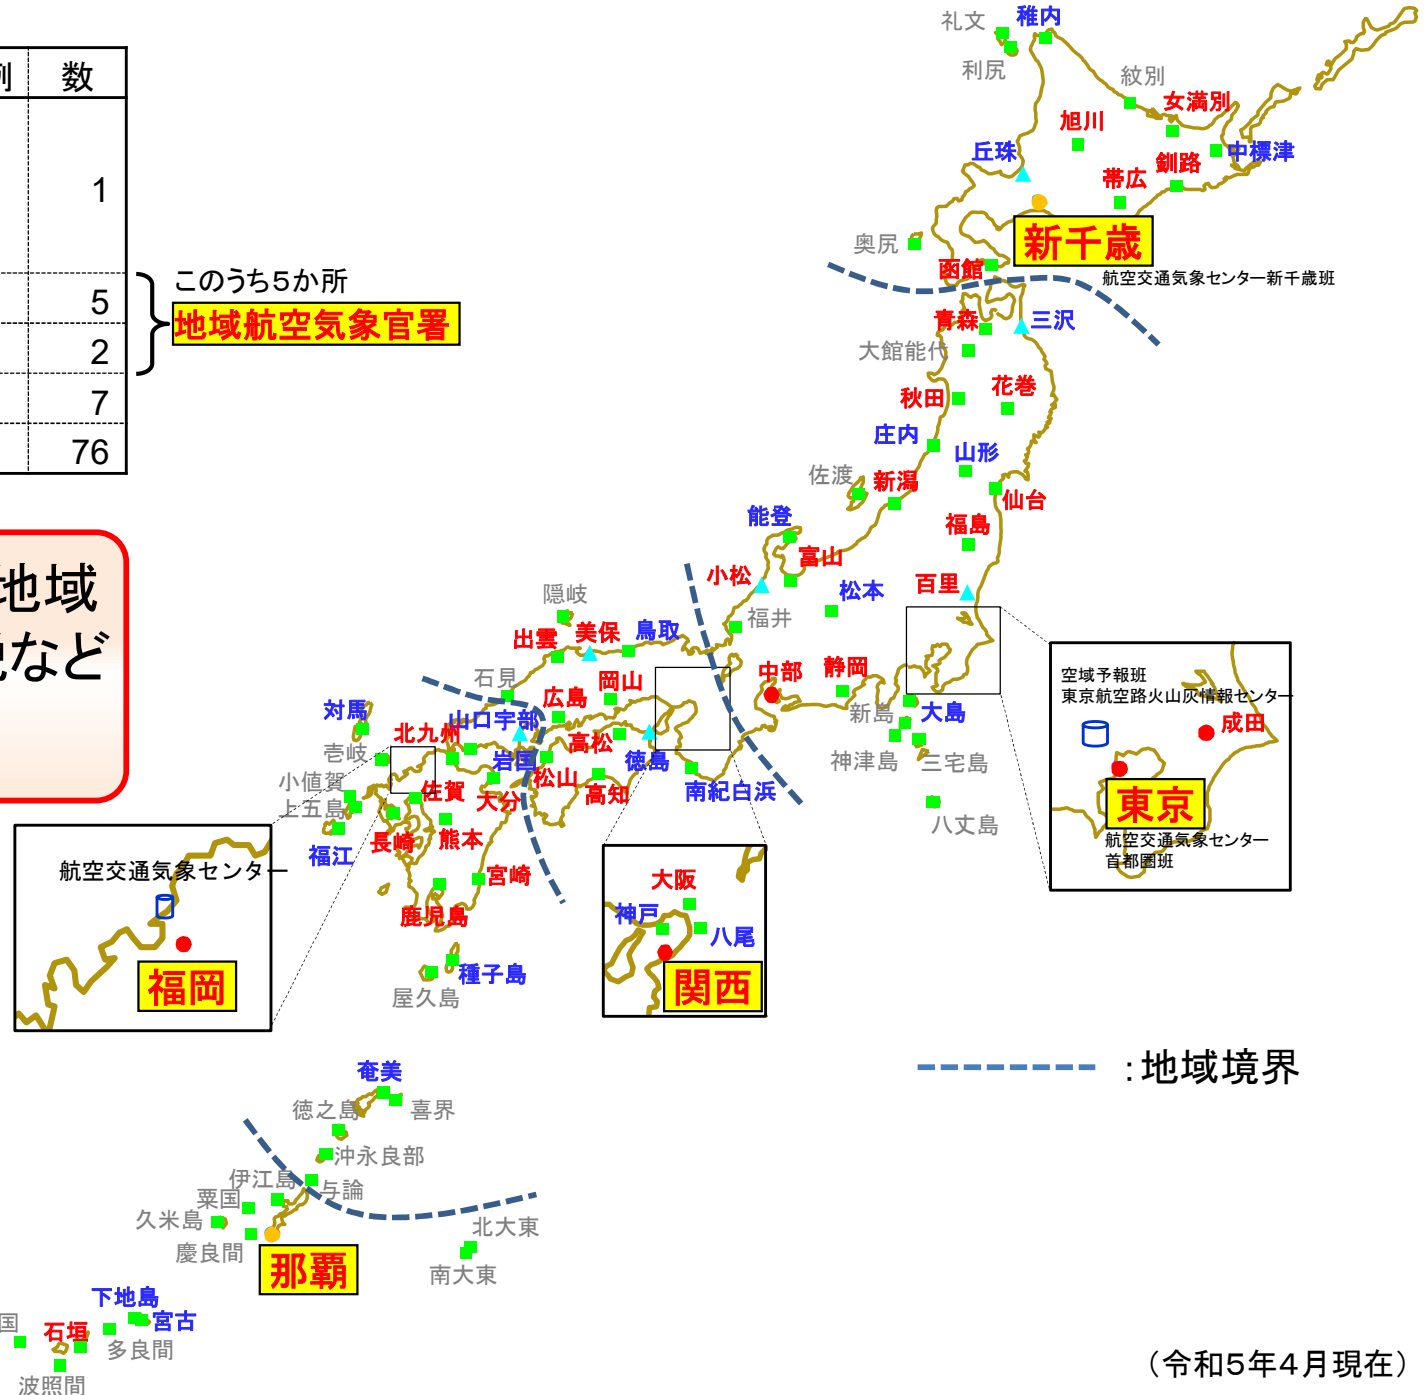 例 数
1
5
2
7
76
このうち5か所
地域航空気象官署
地域
など
礼文
稚内
利尻
紋別
女満別
旭川
丘珠
中標津
釧路
帯広
新千歳
航空交通気象センター新千歳班
奥尻
函館
青森
三沢
大館能代
秋田
花巻
庄内
山形
佐渡
新潟
仙台
能登
福島
富山
小松
百里
松本
福井
隠岐
出雲
美保
鳥取
石見
中部
静岡
広島
岡山
新島
大島
対馬
北九州
山口宇部
高松
神津島
三宅島
壱岐
岩国
徳島
小値賀
松山
上五島
佐賀
大分
高知
南紀白浜
八丈島
長崎
熊本
福江
宮崎
鹿児島
種子島
屋久島
空域予報班
東京航空路火山灰情報センター
成田
東京
航空交通気象センター
首都圏班
航空交通気象センター
福岡
大阪
神戸
八尾
関西
:地域境界
奄美
徳之島
喜界
沖永良部
伊江島
与論
粟国
久米島
慶良間
那覇
北大東
南大東
下地島
宮古
国
石垣
多良間
波照間
(令和5年4月現在)